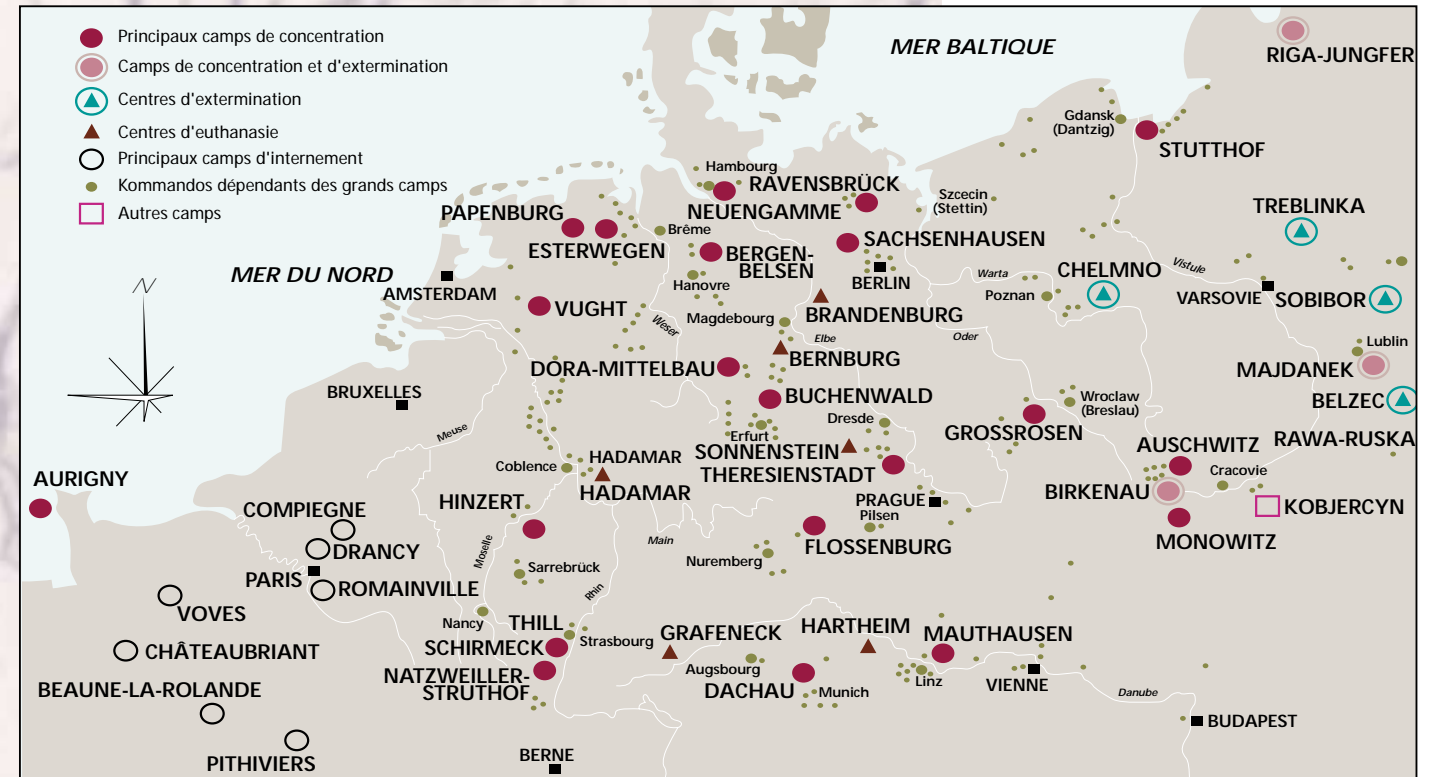 Principaux camps de concentration
Camps de concentration et d'extermination
Centres d'extermination
Centres d'euthanasie
Principaux camps d'internement
Kommandos dépendants des grands camps
Autres camps
MER BALTIQUE
RIGA-JUNGFER
Gdansk
(Dantzig)
STUTTHOF
Hambourg
RAVENSBRÜCK
NEUENGAMME
Szcecin
(Stettin)
TREBLINKA
PAPENBURG
ESTERWEGEN
Brême
BERGEN-
BELSEN
SACHSENHAUSEN
BERLIN
MER DU NORD
N
AMSTERDAM
VUGHT
Hanovre
Weser
Magdebourg
BRANDENBURG
Elbe
BERNBURG
Warta
Poznan
CHELMNO
Oder
Vistule
VARSOVIE
SOBIBOR
Lublin
MAJDANEK
BELZEC
RAWA-RUSKA
DORA-MITTELBAU
BUCHENWALD
BRUXELLES
Meuse
Erfurt
Dresde
SONNENSTEIN
THERESIENSTADT
GROSSROSEN
Wroclaw
(Breslau)
AUSCHWITZ
Cracovie
BIRKENAU
KOBJERCYN
MONOWITZ
Coblence
HADAMAR
HADAMAR
AURIGNY
COMPIEGNE
DRANCY
PARIS
ROMAINVILLE
HINZERT
Moselle
Main
PRAGUE
Pilsen
FLOSSENBURG
Nuremberg
Sarrebrück
Rhin
VOVES
CHÂTEAUBRIANT
BEAUNE-LA-ROLANDE
PITHIVIERS
Nancy
THILL
Strasbourg
SCHIRMECK
NATZWEILLER-
STRUTHOF
GRAFENECK
HARTHEIM
MAUTHAUSEN
Augsbourg
DACHAU
Munich
Linz
VIENNE
Danube
BUDAPEST
BERNE